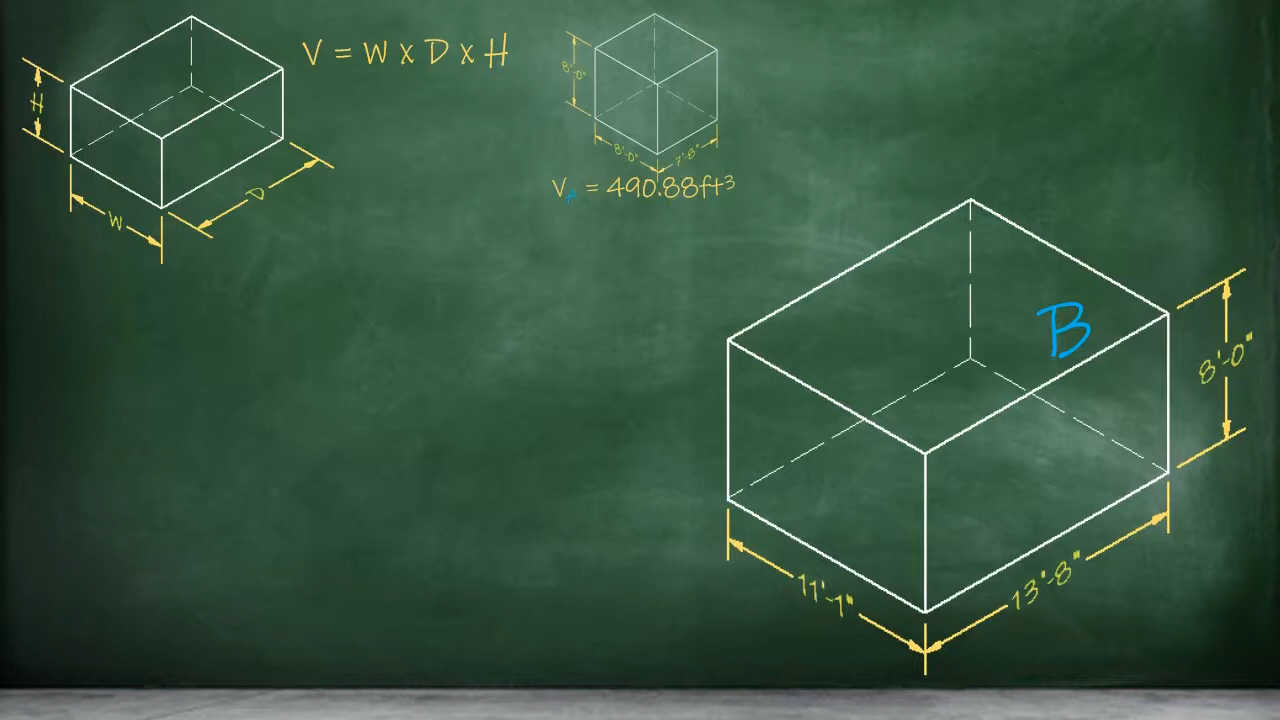 V = W x D x H
H
W
D
8'-0"
8'-0"
7'-8"
VA = 490.88ft³
B
8'-0"
11'-1"
13'-8"